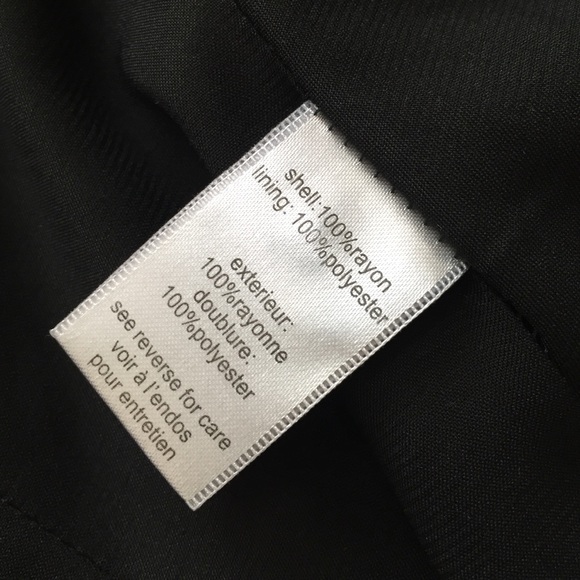 shell:100%rayon
lining: 100%polyester
exterieur:
100%rayonne
doublure:
100%polyester
see reverse for care
voir à l'endos
pour entretien